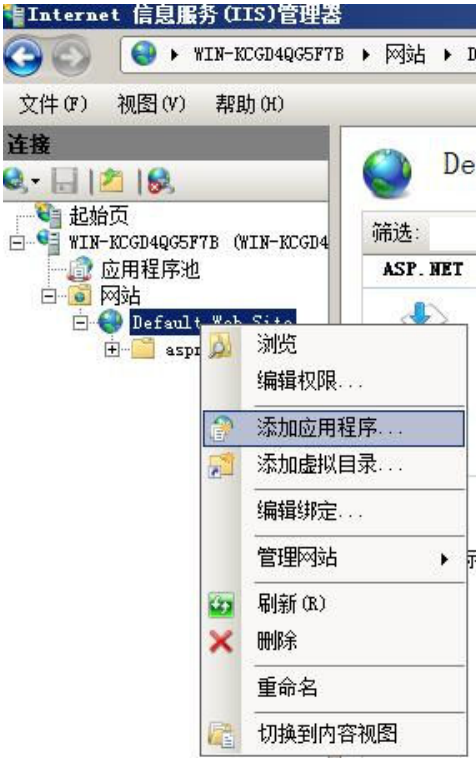 Internet 信息服务(IIS)管理器
WIN-KCGD4QG5F7B
网站
文件(F) 视图(V) 帮助(H)
连接
起始页
WIN-KCGD4QG5F7B (WIN-KCGD4
应用程序池
网站
Default Web Site
aspr
De
筛选:
ASP.NET
浏览
编辑权限...
添加应用程序...
添加虚拟目录...
编辑绑定...
管理网站
刷新(R)
删除
重命名
切换到内容视图